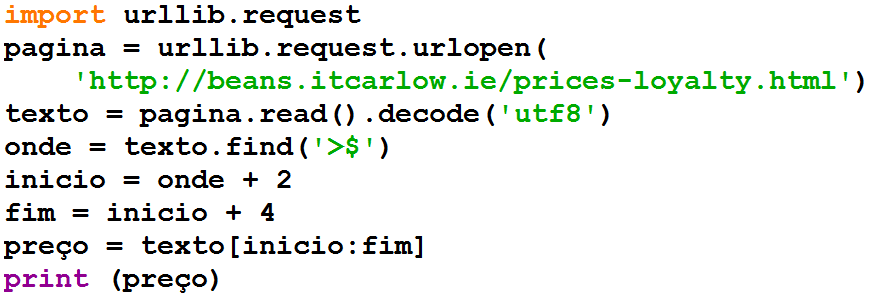 import urllib.request
pagina = urllib.request.urlopen(
    'http://beans.itcarlow.ie/prices-loyalty.html')
texto = pagina.read().decode('utf8')
onde = texto.find('>$')
inicio = onde + 2
fim = inicio + 4
preço = texto[inicio:fim]
print (preço)